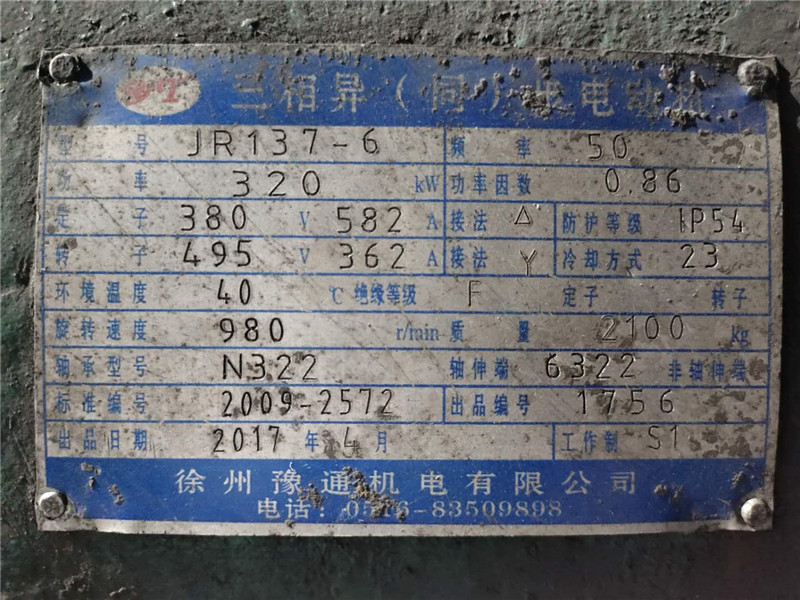 三相异(同)步电动机
型 号 JR137-6 频 率 50
功 率 320 kW 功率因数 0.86
定 子 380 V 582 A 接法 △ 防护等级 IP54
转 子 495 V 362 A 接法 Y 冷却方式 23
环境温度 40 ℃ 绝缘等级 F 定子 转子
旋转速度 980 r/min 质 量 2100 kg
轴承型号 N322 轴伸端 6322 非轴伸端
标准编号 2009-2572 出品编号 1756
出品日期 2017 年 4 月 工作制 S1
徐州豫通机电有限公司
电话:0516-83509898